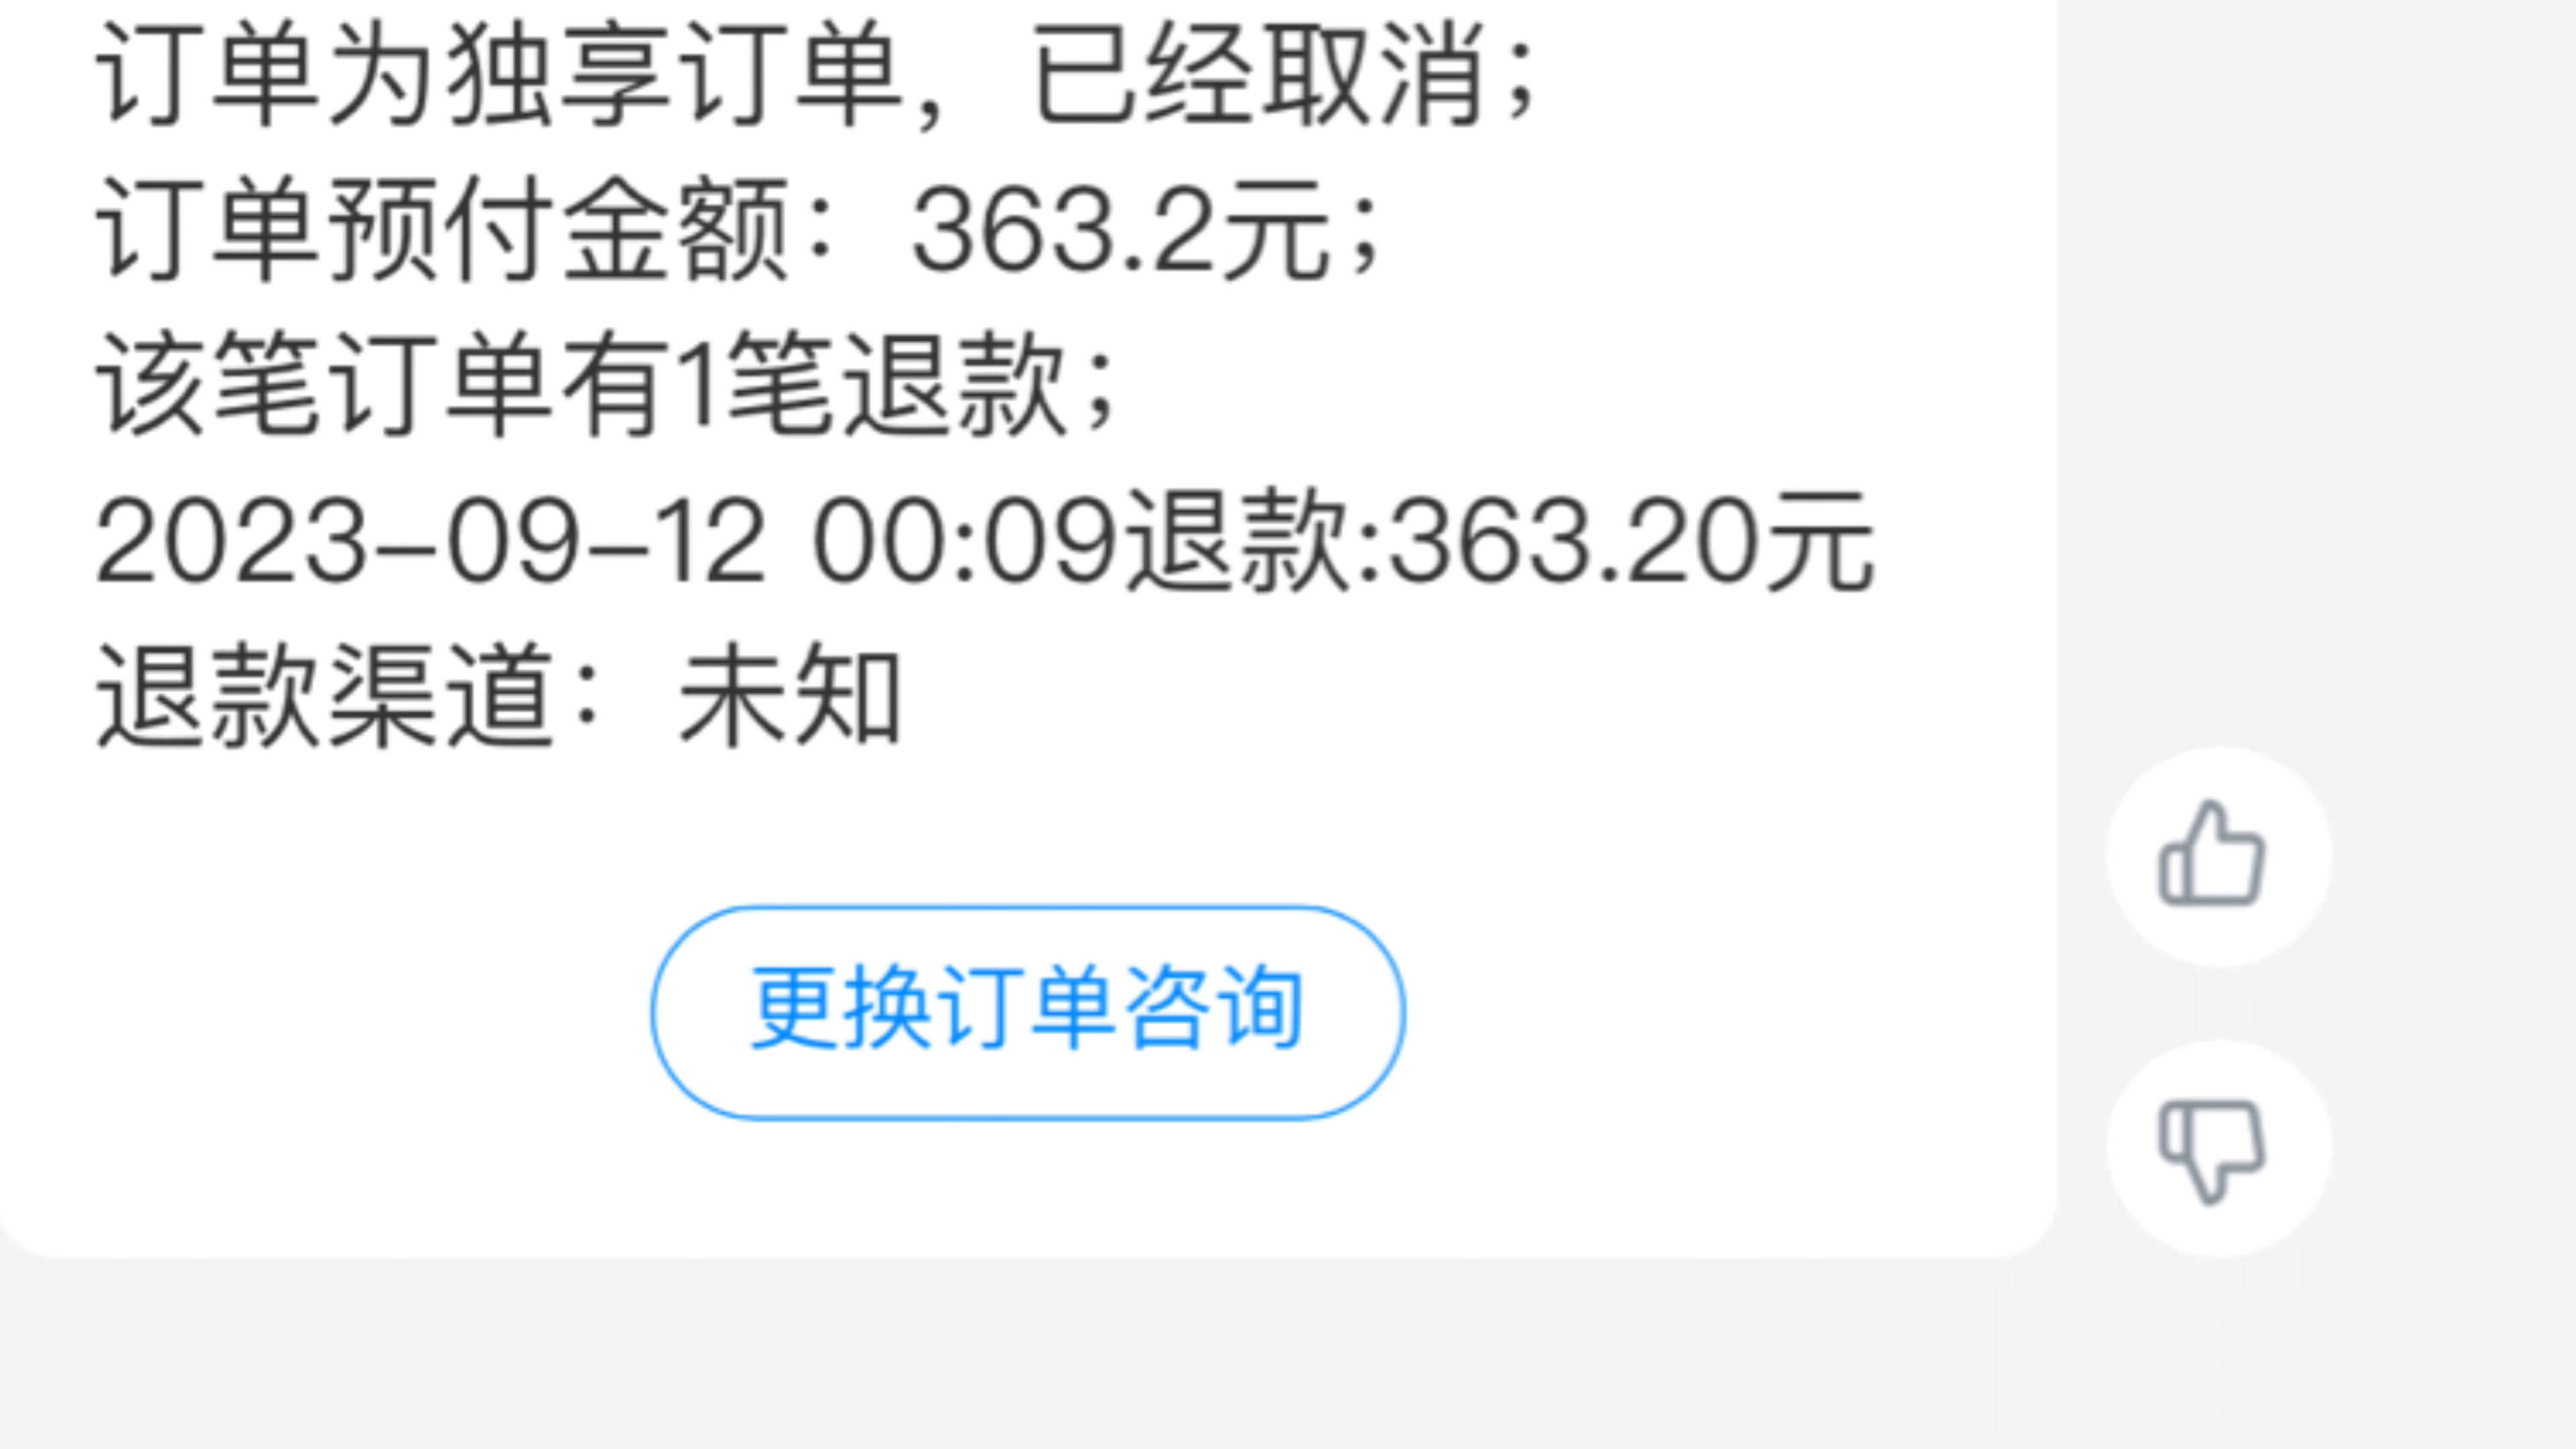 订单为独享订单，已经取消；
订单预付金额：363.2元；
该笔订单有1笔退款；
2023-09-12 00:09退款:363.20元
退款渠道：未知
更换订单咨询